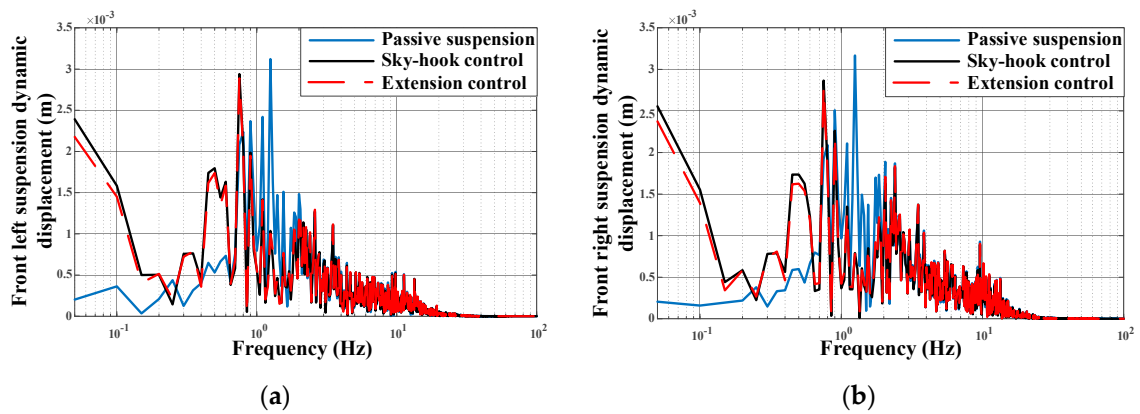 ×10⁻³
3.5
3
2.5
2
1.5
1
0.5
0
Front left suspension dynamic
displacement (m)
Passive suspension
Sky-hook control
Extension control
10⁻¹
10⁰
10¹
10²
Frequency (Hz)
(a)
×10⁻³
3.5
3
2.5
2
1.5
1
0.5
0
Front right suspension dynamic
displacement (m)
Passive suspension
Sky-hook control
Extension control
10⁻¹
10⁰
10¹
10²
Frequency (Hz)
(b)